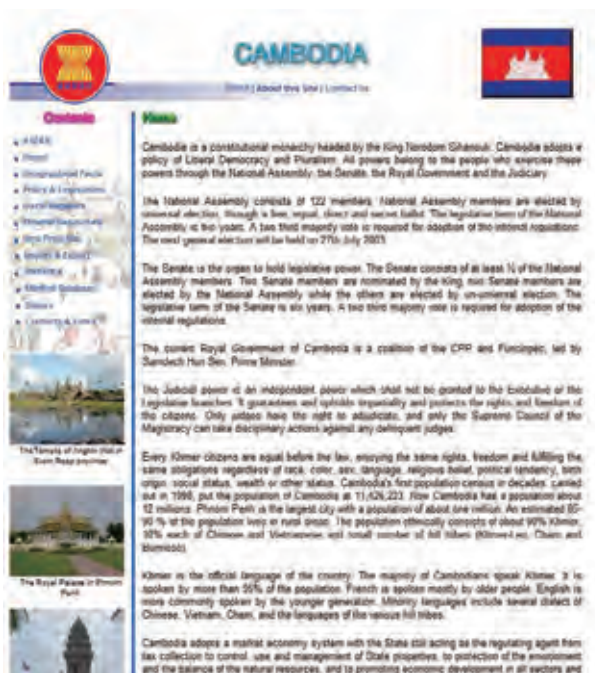 CAMBODIA
Home | About this Site | Contact Us
Contents
Home
ASEAN
Policy & Legislations
Import & Export
Statistics
Contacts & Links
The Temple of Angkor Wat in
Siem Reap province
The Royal Palace in Phnom
Penh
Cambodia is a constitutional monarchy headed by the King Norodom Sihanouk. Cambodia adopts a
policy of Liberal Democracy and Pluralism. All powers belong to the people who exercise these
powers through the National Assembly, the Senate, the Royal Government and the Judiciary.
The National Assembly consists of 122 members. National Assembly members are elected by
universal election, through a free, equal, direct and secret ballot. The legislative term of the National
Assembly is five years. A two third majority vote is required for adoption of the internal regulations.
The next general election will be held on 27th July 2003.
The Senate is the organ to hold legislative power. The Senate consists of at least ½ of the National
Assembly members. Two Senate members are nominated by the King, two Senate members are
elected by the National Assembly while the others are elected by un-universal election. The
legislative term of the Senate is six years. A two third majority vote is required for adoption of the
internal regulations.
The current Royal Government of Cambodia is a coalition of the CPP and Funcinpec, led by
Samdech Hun Sen, Prime Minister.
The Judicial power is an independent power which shall not be granted to the Executive or the
Legislative branches. It guarantees and upholds impartiality and protects the rights and freedom of
the citizens. Only judges have the right to adjudicate, and only the Supreme Council of the
Magistracy can take disciplinary actions against any delinquent judges.
Every Khmer citizens are equal before the law, enjoying the same rights, freedom and fulfilling the
same obligations regardless of race, color, sex, language, religious belief, political tendency, birth
origin, social status, wealth or other status. Cambodia's first population census in decades, carried
out in 1998, put the population of Cambodia at 11,426,223. Now Cambodia has a population about
12 millions. Phnom Penh is the largest city with a population of about one million. An estimated 85-
90 % of the population lives in rural areas. The population ethnically consists of about 90% Khmer,
10% each of Chinese and Vietnamese and small number of hill tribes (Khmer-Leu, Cham and
Burmese).
Khmer is the official language of the country. The majority of Cambodians speak Khmer. It is
spoken by more than 95% of the population. French is spoken mostly by older people. English is
more commonly spoken by the younger generation. Minority languages include several dialect of
Chinese, Vietnam, Cham, and the languages of the various hill tribes.
Cambodia adopts a market economy system with the State still acting as the regulating agent from
tax collection to control, use and management of State properties, to protection of the environment
and the balance of the natural resources, and to promoting economic development in all sectors and